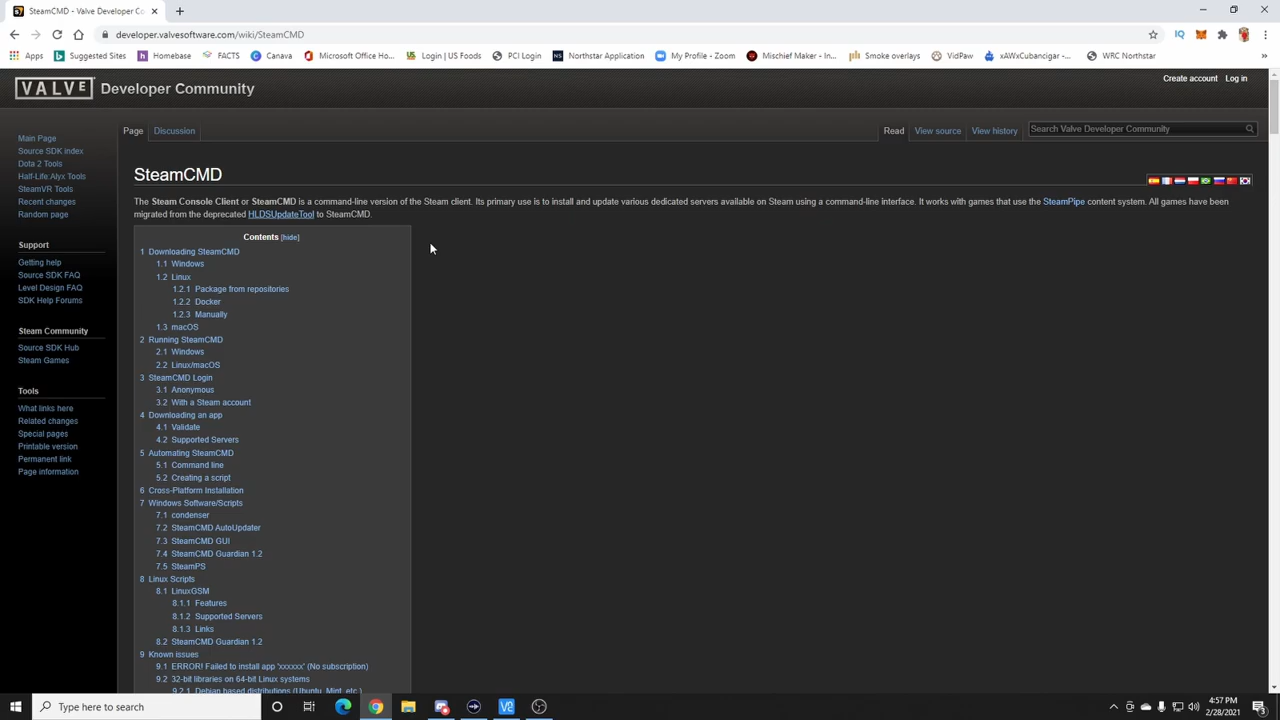 SteamCMD - Valve Developer Co
developer.valvesoftware.com/wiki/SteamCMD
Apps
Suggested Sites
Homebase
FACTS
Canava
Microsoft Office Ho...
Login | US Foods
PCI Login
Northstar Application
My Profile - Zoom
Mischief Maker - In...
Smoke overlays
VidPaw
xAWxCubancigar -...
WRC Northstar
VALVE Developer Community
Create account Log in
Page Discussion
Read View source View history
Search Valve Developer Community
Main Page
Source SDK index
Dota 2 Tools
Half-Life:Alyx Tools
SteamVR Tools
Recent changes
Random page
Support
Getting help
Source SDK FAQ
Level Design FAQ
SDK Help Forums
Steam Community
Source SDK Hub
Steam Games
Tools
What links here
Related changes
Special pages
Printable version
Permanent link
Page information
SteamCMD
The Steam Console Client or SteamCMD is a command-line version of the Steam client. Its primary use is to install and update various dedicated servers available on Steam using a command-line interface. It works with games that use the SteamPipe content system. All games have been
migrated from the deprecated HLDSUpdateTool to SteamCMD.
Contents [hide]
1 Downloading SteamCMD
1.1 Windows
1.2 Linux
1.2.1 Package from repositories
1.2.2 Docker
1.2.3 Manually
1.3 macOS
2 Running SteamCMD
2.1 Windows
2.2 Linux/macOS
3 SteamCMD Login
3.1 Anonymous
3.2 With a Steam account
4 Downloading an app
4.1 Validate
4.2 Supported Servers
5 Automating SteamCMD
5.1 Command line
5.2 Creating a script
6 Cross-Platform Installation
7 Windows Software/Scripts
7.1 condenser
7.2 SteamCMD AutoUpdater
7.3 SteamCMD GUI
7.4 SteamCMD Guardian 1.2
7.5 SteamPS
8 Linux Scripts
8.1 LinuxGSM
8.1.1 Features
8.1.2 Supported Servers
8.1.3 Links
8.2 SteamCMD Guardian 1.2
9 Known issues
9.1 ERROR! Failed to install app 'xxxxxx' (No subscription)
9.2 32-bit libraries on 64-bit Linux systems
9.2.1 Debian based distributions (Ubuntu, Mint, etc.)
Type here to search
4:57 PM
2/28/2021